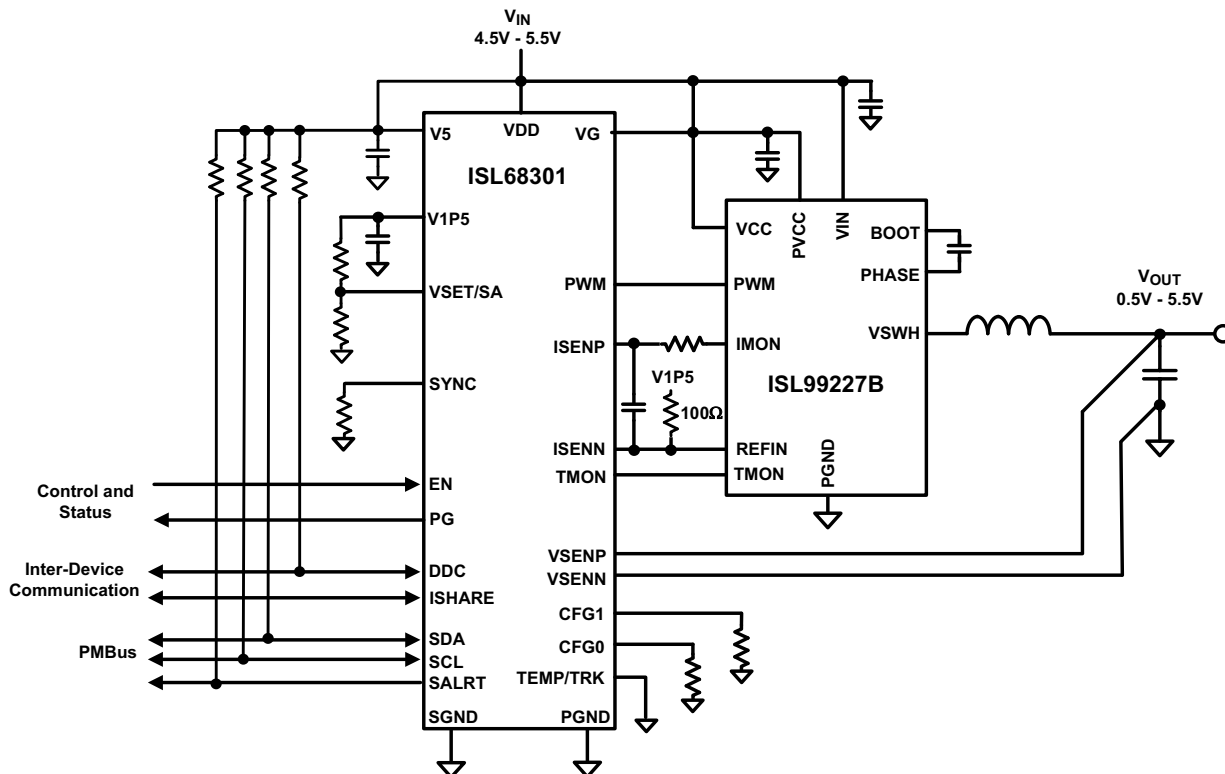 VIN
4.5V - 5.5V
V5
VDD
VG
ISL68301
V1P5
VCC
PVCC
VIN
BOOT
PHASE
VSET/SA
PWM
PWM
VOUT
0.5V - 5.5V
VSWH
ISENP
IMON
V1P5
ISL99227B
SYNC
100Ω
ISENN
REFIN
TMON
TMON
PGND
Control and
Status
EN
PG
VSENP
VSENN
Inter-Device
Communication
DDC
ISHARE
CFG1
CFG0
PMBus
SDA
SCL
SALRT
TEMP/TRK
SGND
PGND